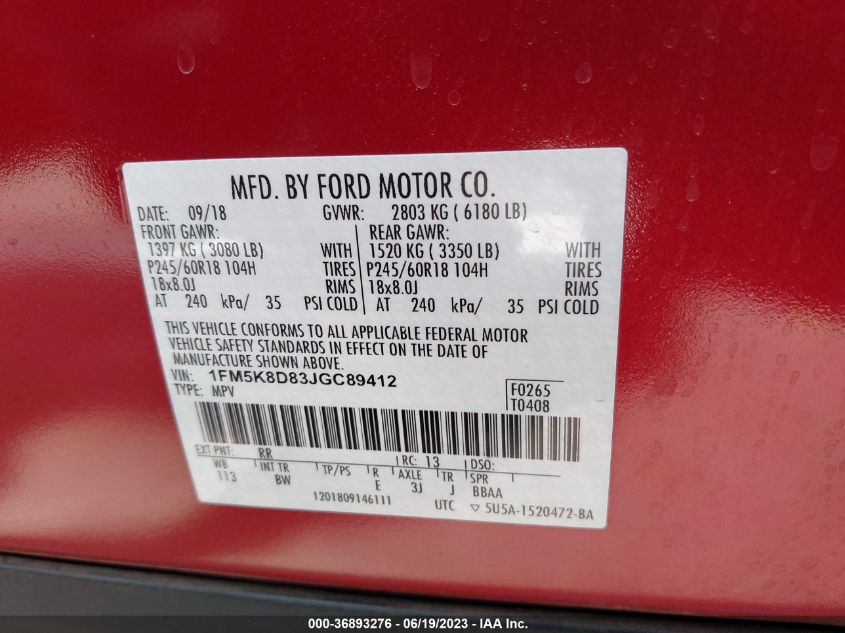 MFD. BY FORD MOTOR CO.
DATE: 09/18 GVWR: 2803 KG ( 6180 LB)
FRONT GAWR: REAR GAWR:
1397 KG ( 3080 LB) WITH 1520 KG ( 3350 LB) WITH
P245/60R18 104H TIRES P245/60R18 104H TIRES
18x8.0J RIMS 18x8.0J RIMS
AT 240 kPa/ 35 PSI COLD AT 240 kPa/ 35 PSI COLD
THIS VEHICLE CONFORMS TO ALL APPLICABLE FEDERAL MOTOR
VEHICLE SAFETY STANDARDS IN EFFECT ON THE DATE OF
MANUFACTURE SHOWN ABOVE.
VIN: 1FM5K8D83JGC89412
TYPE: MPV
F0265
T0408
EXT PNT: RR RC: 13 DSO:
WB INT TR TP/PS R AXLE TR SPR
113 BW E 3J J BBAA
1201809146111 UTC ▽ 5U5A-1520472-BA
000-36893276 - 06/19/2023 - IAA Inc.